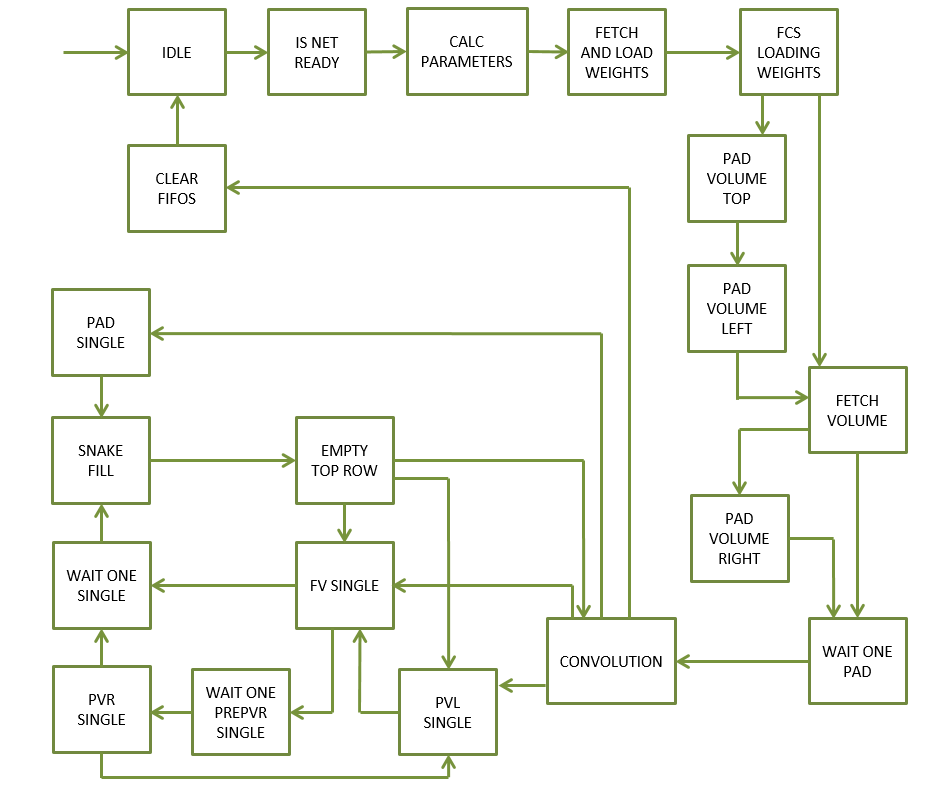 IDLE
IS NET
READY
CALC
PARAMETERS
FETCH
AND LOAD
WEIGHTS
FCS
LOADING
WEIGHTS
CLEAR
FIFOS
PAD
VOLUME
TOP
PAD
VOLUME
LEFT
PAD
SINGLE
FETCH
VOLUME
SNAKE
FILL
EMPTY
TOP ROW
PAD
VOLUME
RIGHT
WAIT ONE
SINGLE
FV SINGLE
CONVOLUTION
WAIT ONE
PAD
PVR
SINGLE
WAIT ONE
PREPVR
SINGLE
PVL
SINGLE